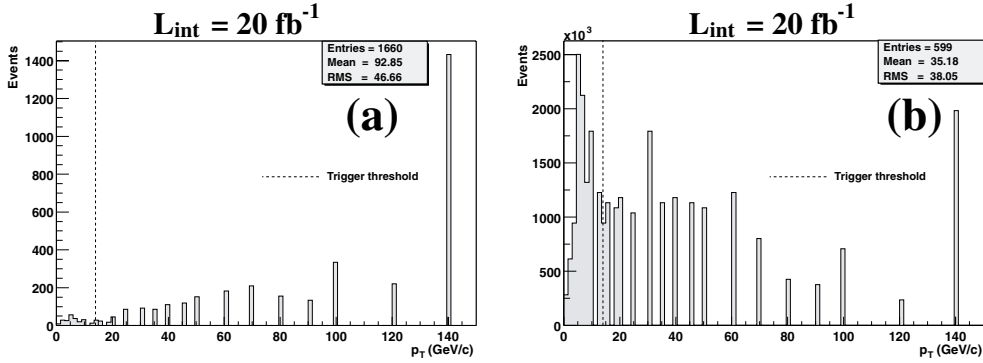 L_int = 20 fb^-1
Events
1400
1200
1000
800
600
400
200
0
Entries = 1660
Mean = 92.85
RMS = 46.66
(a)
Trigger threshold
0 20 40 60 80 100 120 140
p_T (GeV/c)
L_int = 20 fb^-1
×10^3
Events
2500
2000
1500
1000
500
0
Entries = 599
Mean = 35.18
RMS = 38.05
(b)
Trigger threshold
0 20 40 60 80 100 120 140
p_T (GeV/c)